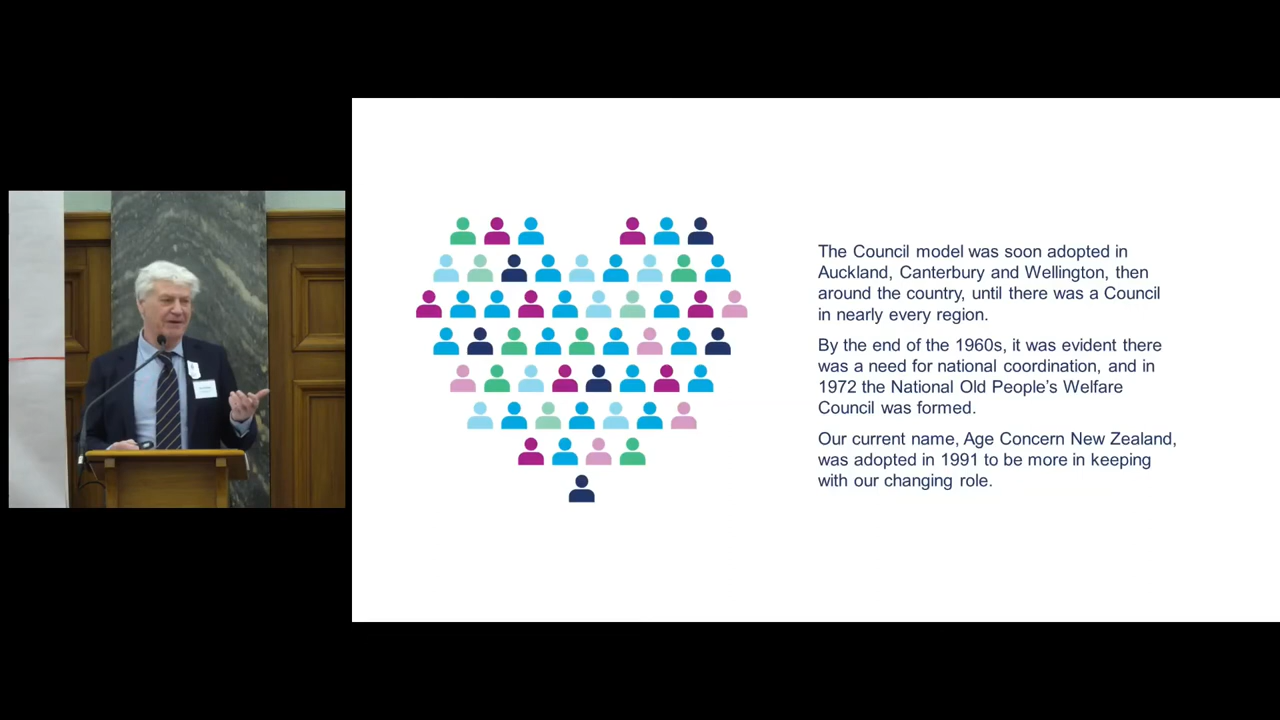 The Council model was soon adopted in
Auckland, Canterbury and Wellington, then
around the country, until there was a Council
in nearly every region.
By the end of the 1960s, it was evident there
was a need for national coordination, and in
1972 the National Old People's Welfare
Council was formed.
Our current name, Age Concern New Zealand,
was adopted in 1991 to be more in keeping
with our changing role.